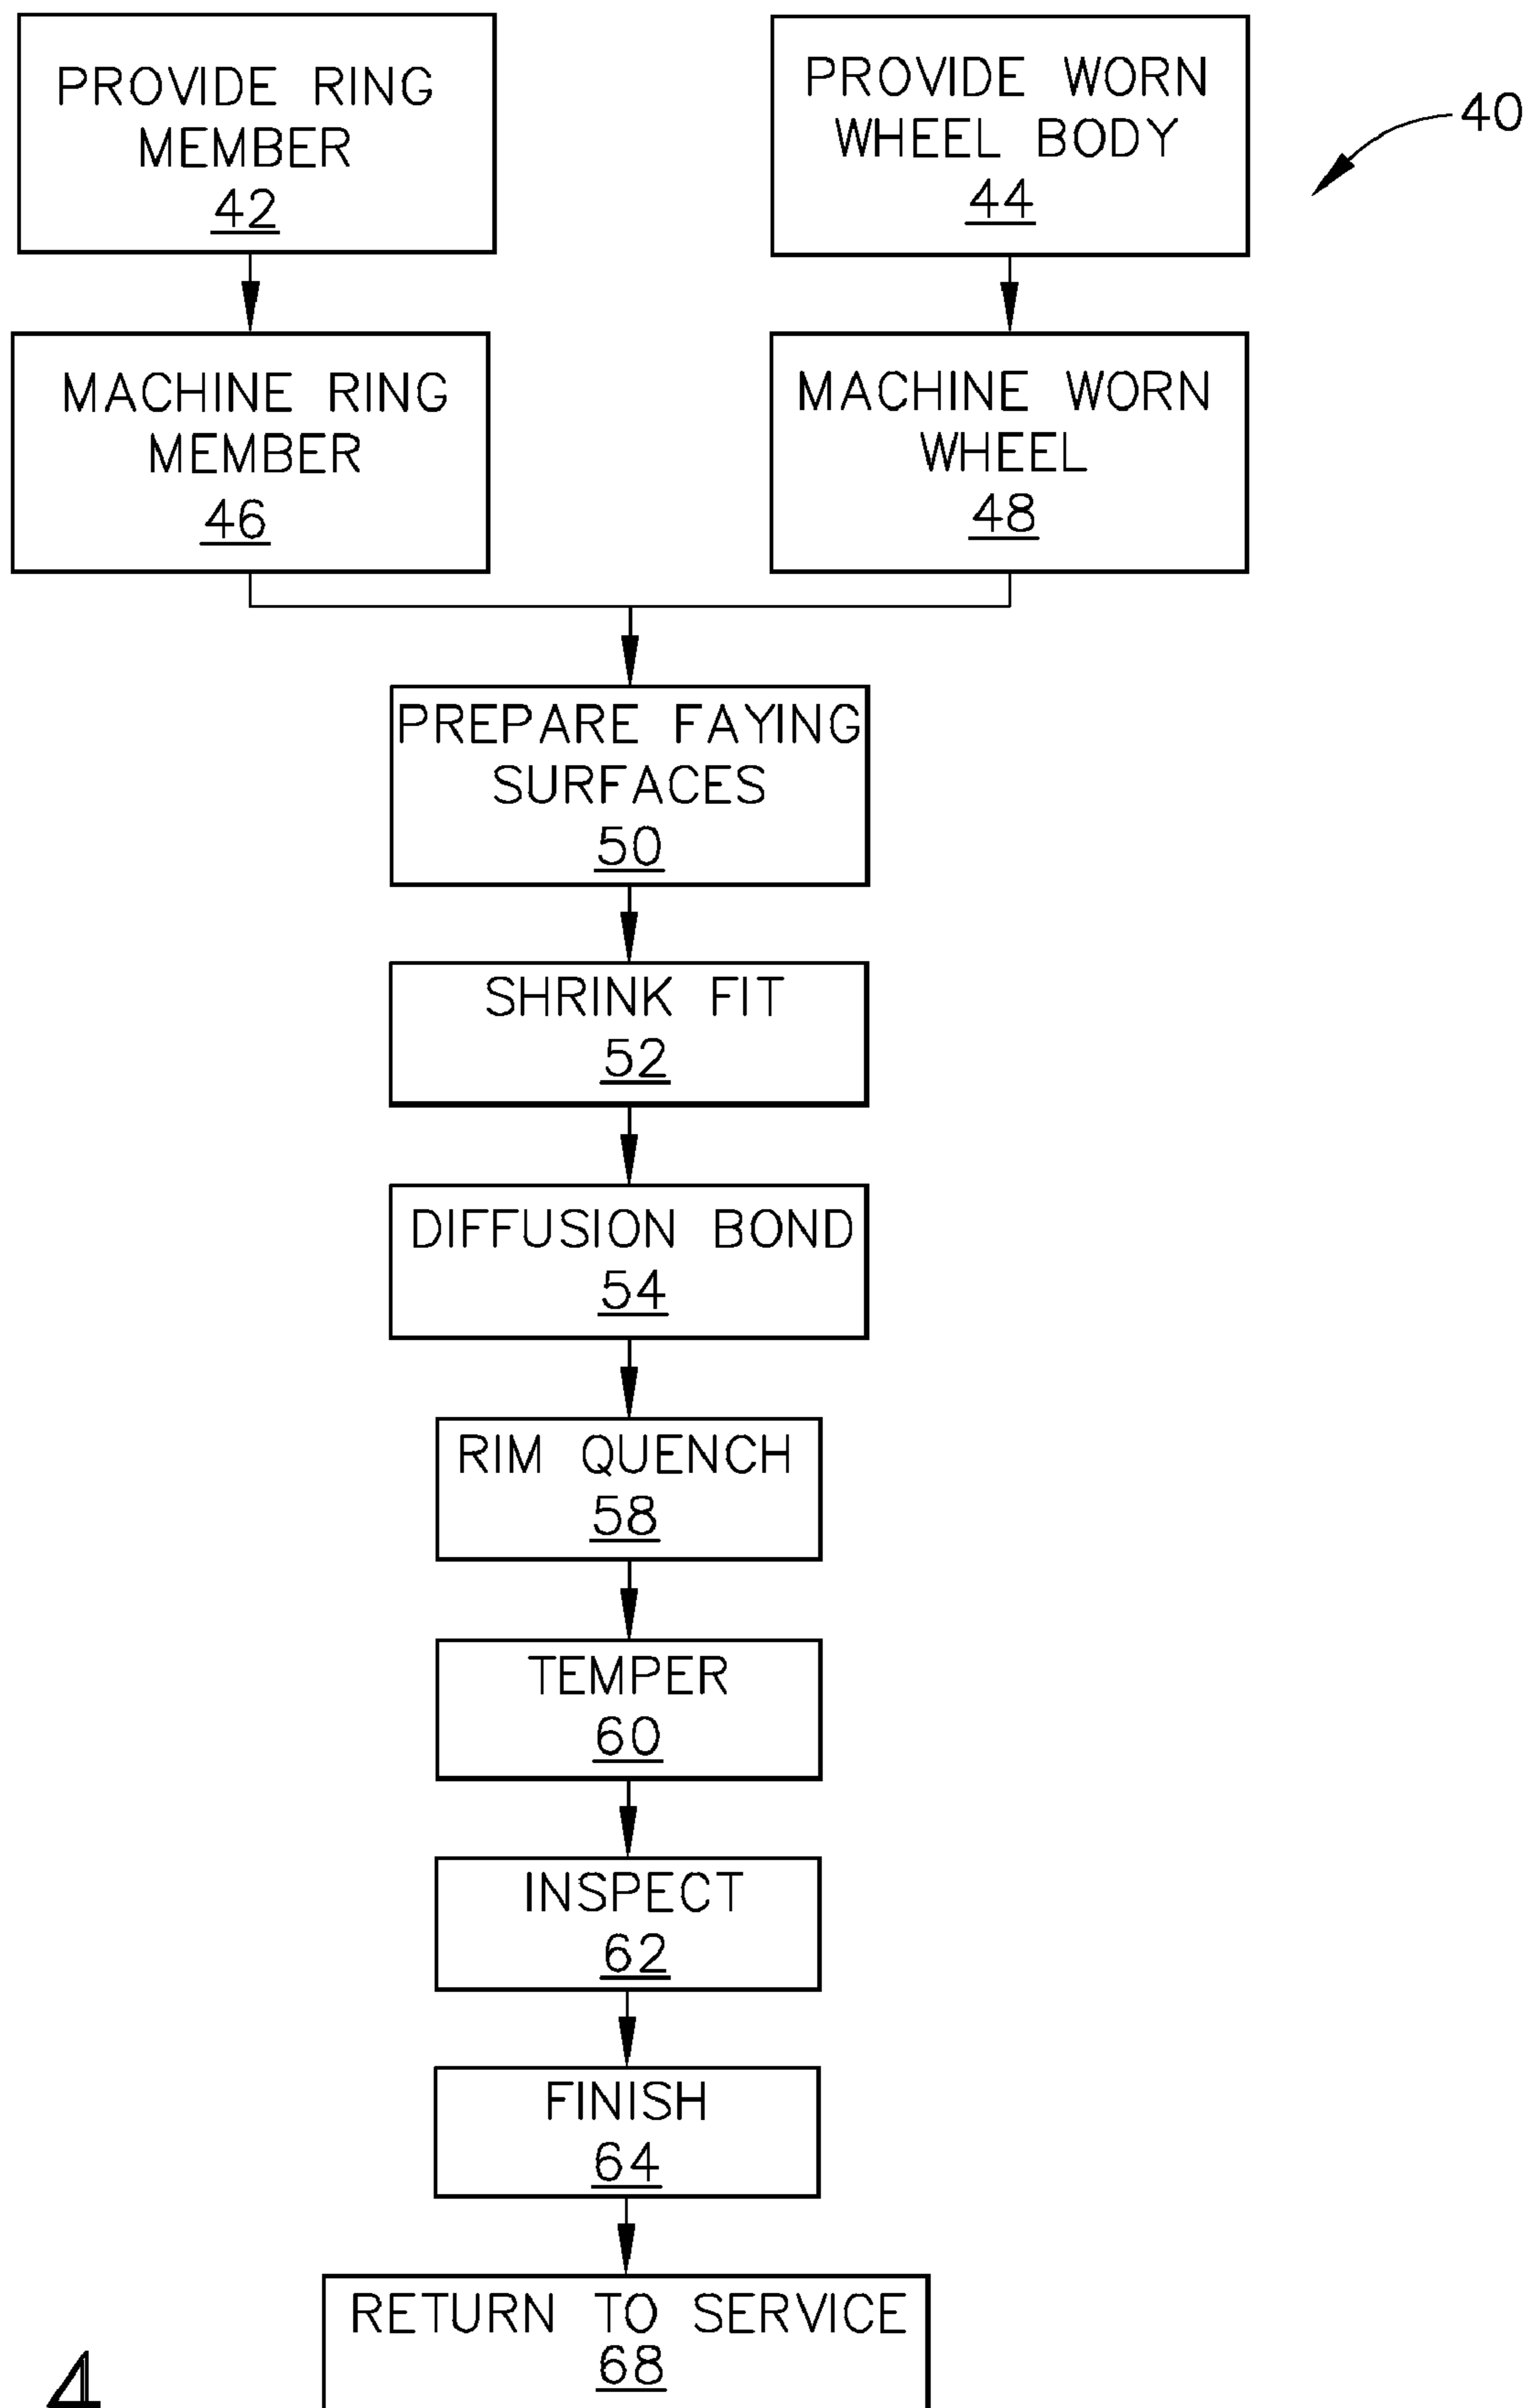 PROVIDE RING
MEMBER
42
PROVIDE WORN
WHEEL BODY
44
40
MACHINE RING
MEMBER
46
MACHINE WORN
WHEEL
48
PREPARE FAYING
SURFACES
50
SHRINK FIT
52
DIFFUSION BOND
54
RIM QUENCH
58
TEMPER
60
INSPECT
62
FINISH
64
RETURN TO SERVICE
68
4